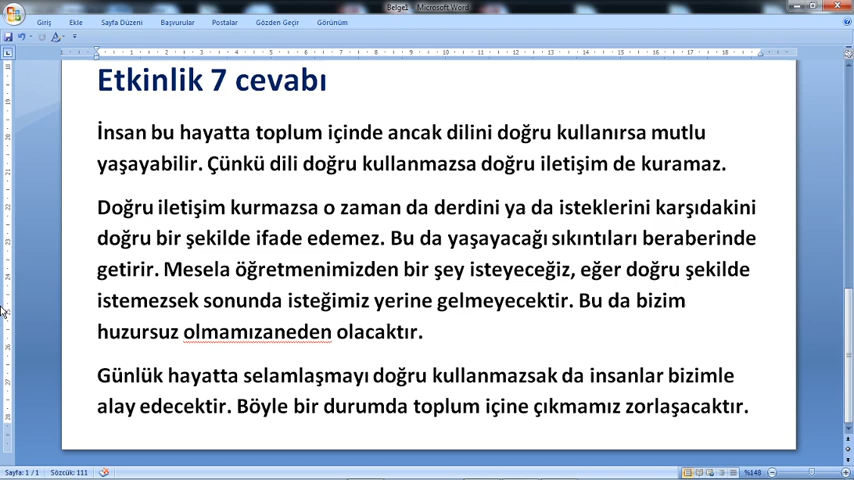 Belge1 - Microsoft Word
Giriş Ekle Sayfa Düzeni Başvurular Postalar Gözden Geçir Görünüm
Etkinlik 7 cevabı
İnsan bu hayatta toplum içinde ancak dilini doğru kullanırsa mutlu
yaşayabilir. Çünkü dili doğru kullanmazsa doğru iletişim de kuramaz.
Doğru iletişim kurmazsa o zaman da derdini ya da isteklerini karşıdakini
doğru bir şekilde ifade edemez. Bu da yaşayacağı sıkıntıları beraberinde
getirir. Mesela öğretmenimizden bir şey isteyeceğiz, eğer doğru şekilde
istemezsek sonunda isteğimiz yerine gelmeyecektir. Bu da bizim
huzursuz olmamızaneden olacaktır.
Günlük hayatta selamlaşmayı doğru kullanmazsak da insanlar bizimle
alay edecektir. Böyle bir durumda toplum içine çıkmamız zorlaşacaktır.
Sayfa: 1 / 1 Sözcük: 111 %148